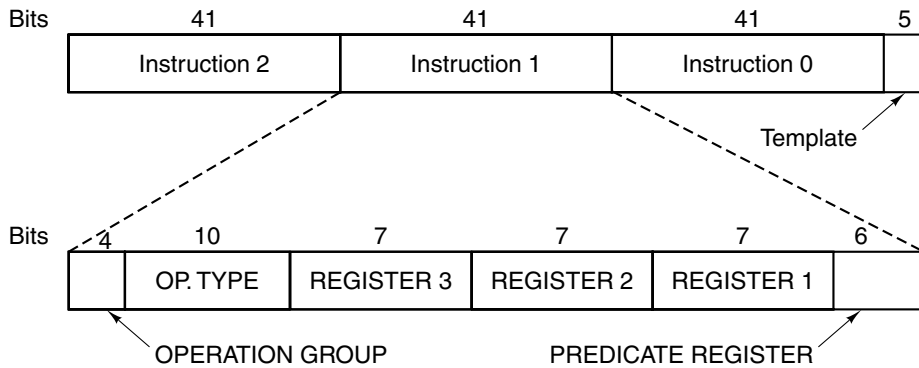 Bits 41 41 41 5
Instruction 2 Instruction 1 Instruction 0
Template
Bits 4 10 7 7 7 6
OP. TYPE REGISTER 3 REGISTER 2 REGISTER 1
OPERATION GROUP PREDICATE REGISTER